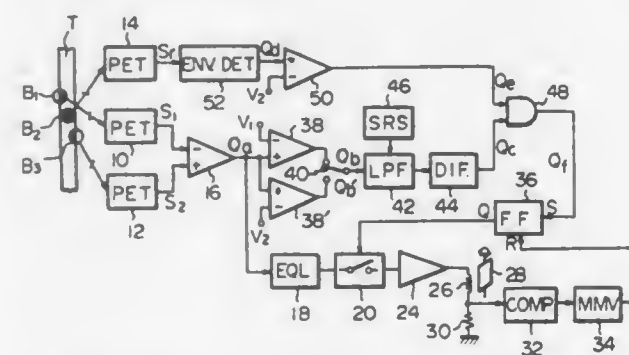 T
14
PET
Sr
ENV DET
52
Qd
V2
50
46
SRS
Qe
48
B1
B2
B3
PET
10
S1
PET
12
S2
16
Qa
V1
38
40
Qb
Qb'
38'
V2
LPF
42
DIF.
44
Qc
Qf
36
FF
Q
S
R
EQL
18
20
24
26
28
30
COMP
32
MMV
34